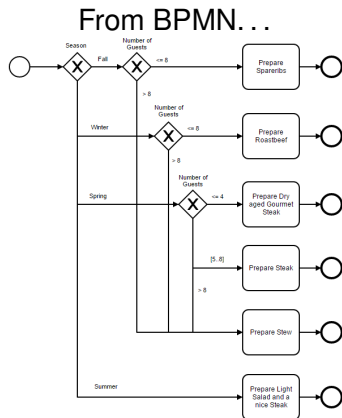 From BPMN. . .
Season
Fall
Number of
Guests
<= 8
Prepare
Spareribs
> 8
Number of
Guests
Winter
<= 8
Prepare
Roastbeef
> 8
Number of
Guests
Spring
<= 4
Prepare Dry
aged Gourmet
Steak
[5..8]
Prepare Steak
> 8
Prepare Stew
Summer
Prepare Light
Salad and a
nice Steak